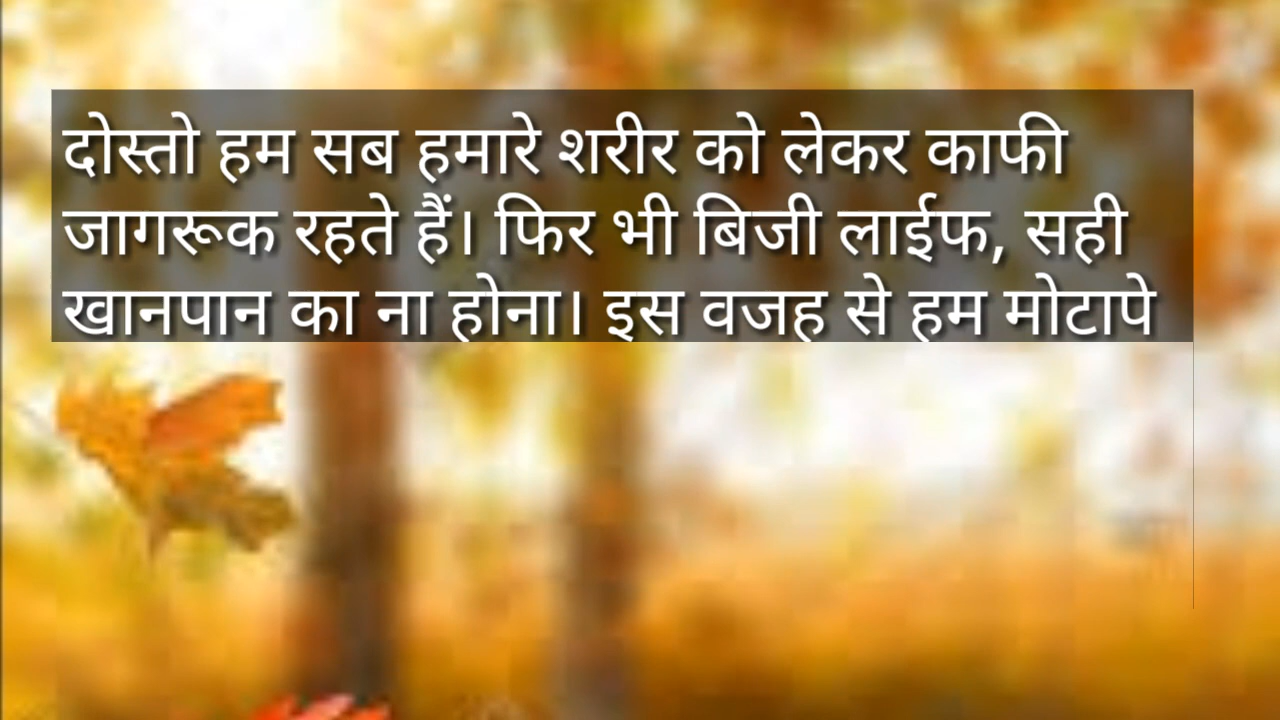 दोस्तो हम सब हमारे शरीर को लेकर काफी
जागरूक रहते हैं। फिर भी बिजी लाईफ, सही
खानपान का ना होना। इस वजह से हम मोटापे